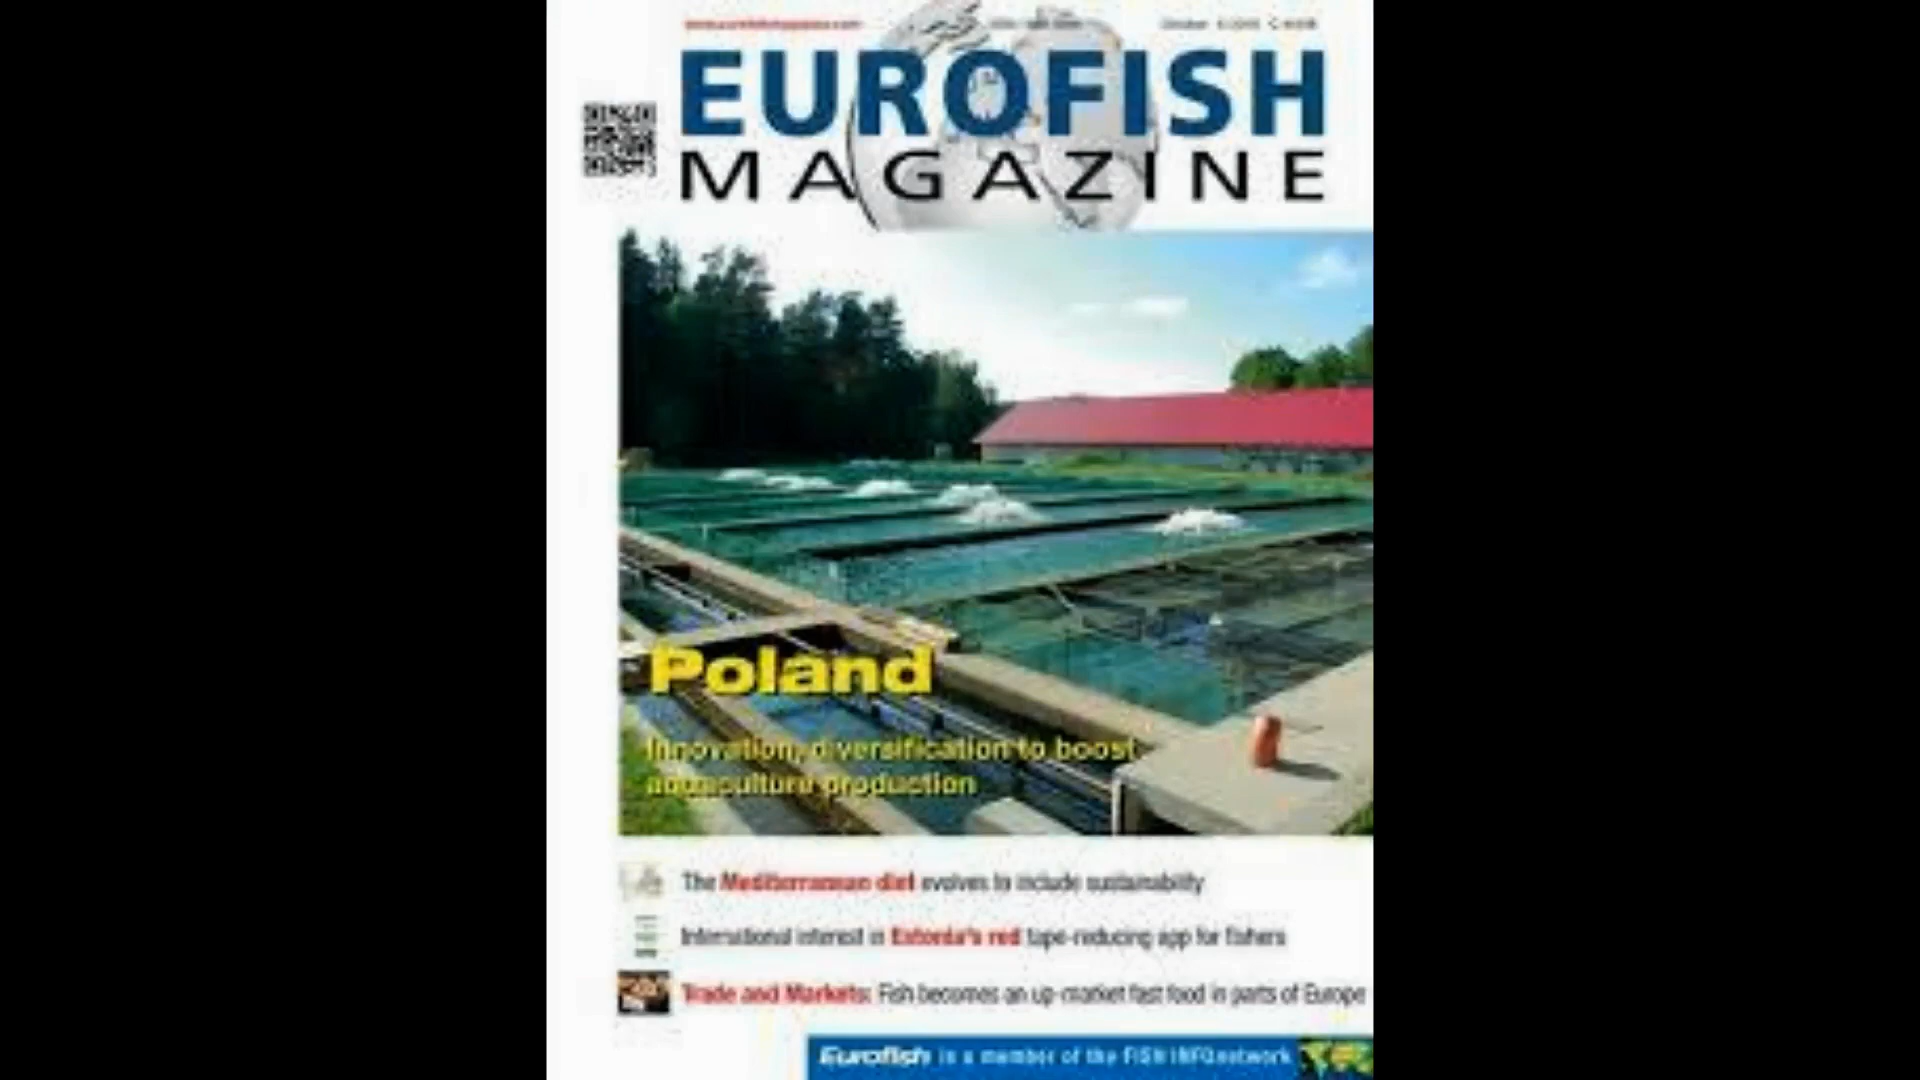 EUROFISH
MAGAZINE
Poland
Innovation, diversification to boost
aquaculture production
The Mediterranean diet evolves to include sustainability
International interest in Estonia's red tape-reducing app for fishers
Trade and Markets: Fish becomes an up-market fast food in parts of Europe
Eurofish is a member of the FISH INFOnetwork